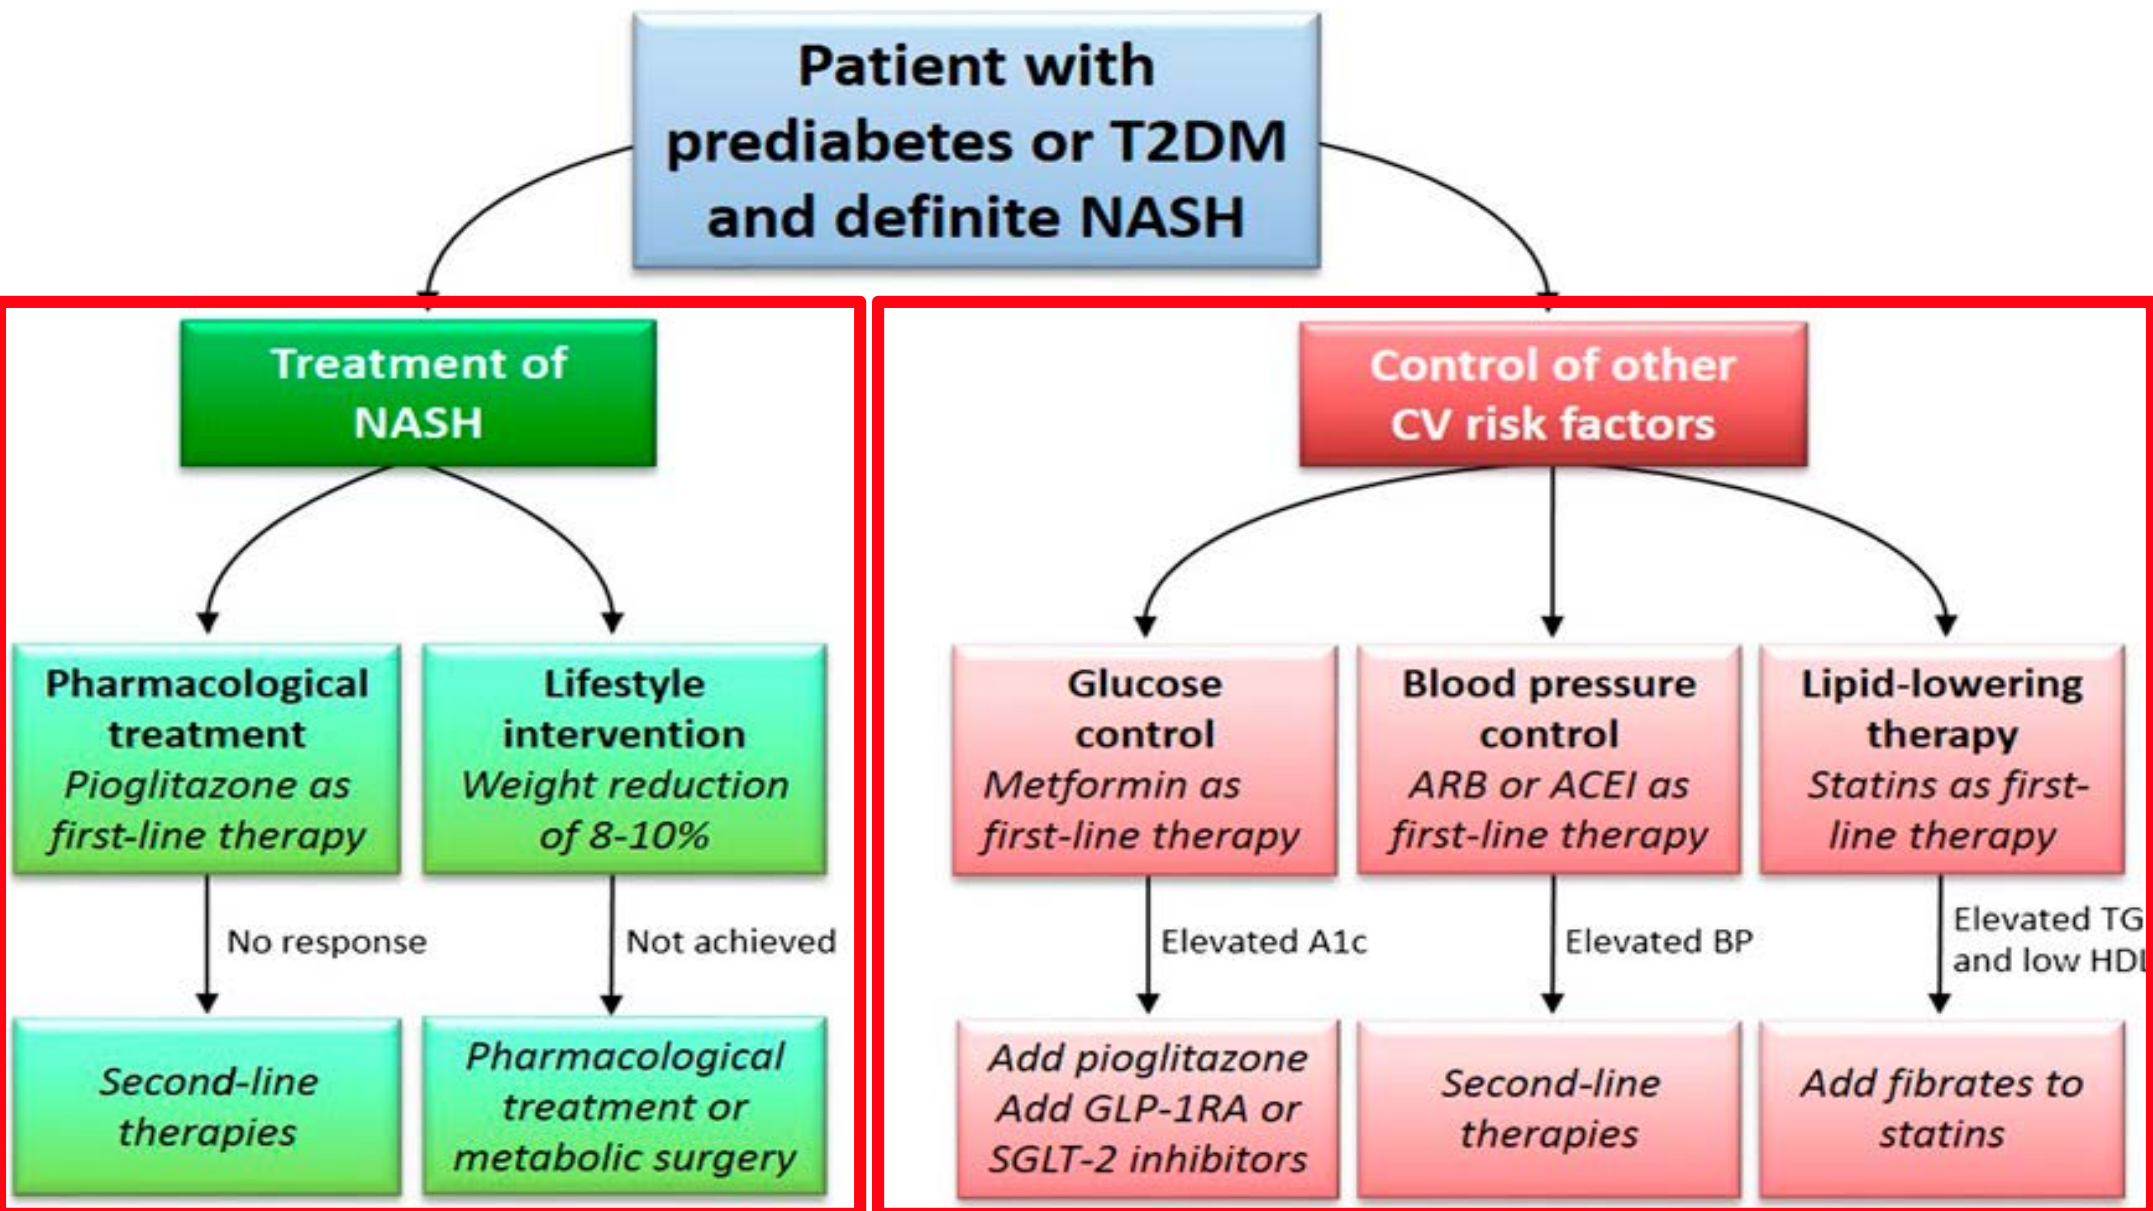 Patient with
prediabetes or T2DM
and definite NASH
Treatment of
NASH
Control of other
CV risk factors
Pharmacological
treatment
Pioglitazone as
first-line therapy
Lifestyle
intervention
Weight reduction
of 8-10%
Glucose
control
Metformin as
first-line therapy
Blood pressure
control
ARB or ACEI as
first-line therapy
Lipid-lowering
therapy
Statins as first-
line therapy
No response
Not achieved
Elevated A1c
Elevated BP
Elevated TG
and low HDL
Second-line
therapies
Pharmacological
treatment or
metabolic surgery
Add pioglitazone
Add GLP-1RA or
SGLT-2 inhibitors
Second-line
therapies
Add fibrates to
statins